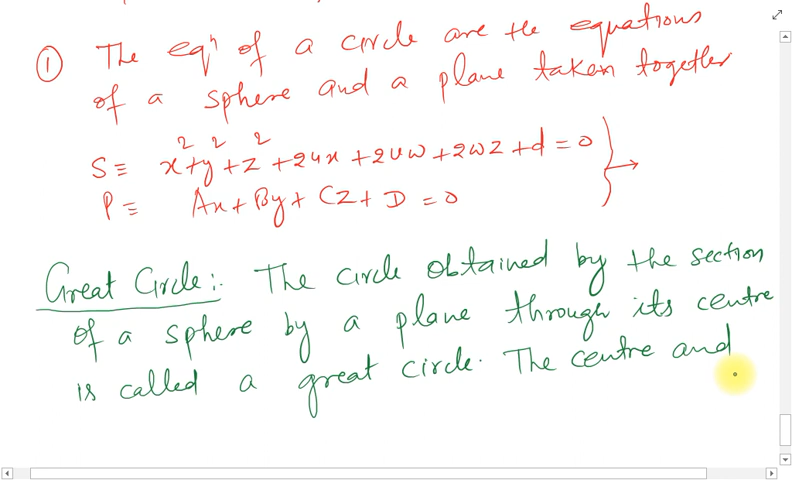 ① The eqⁿ of a circle are the equations
of a sphere and a plane taken together
S ≡ x²+y²+z²+2ux+2vw+2wz+d=0
P ≡ Ax+By+Cz+D=0
Great Circle:- The circle obtained by the section
of a sphere by a plane through its centre
is called a great circle. The centre and